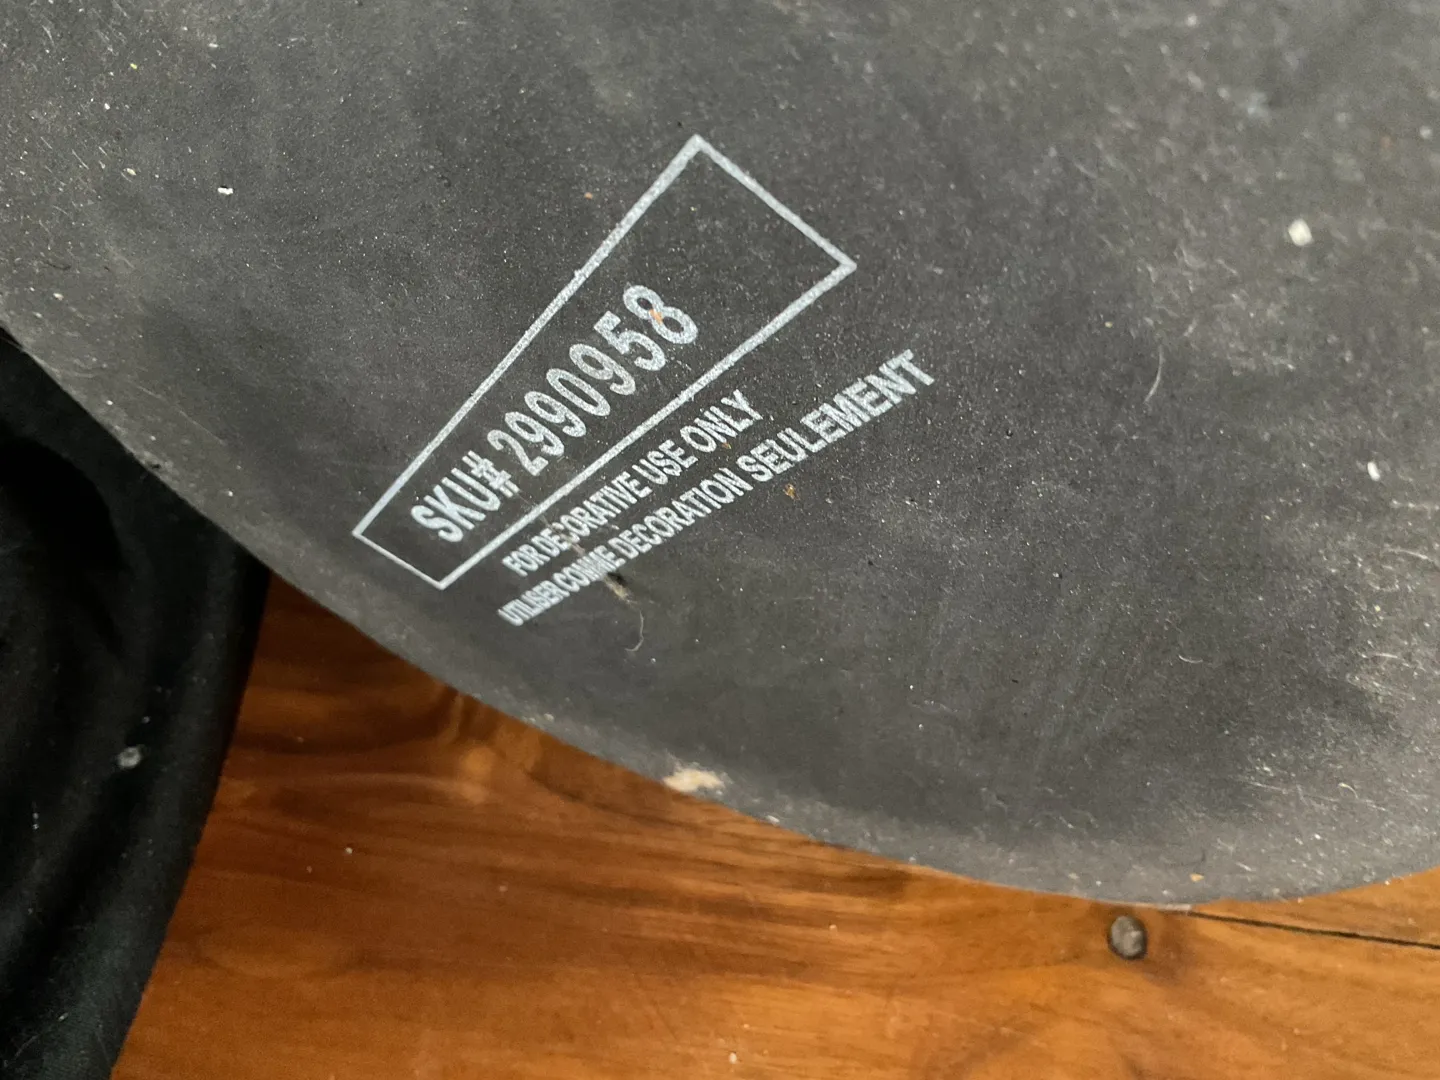 SKU# 2990958
FOR DECORATIVE USE ONLY
UTILISER COMME DECORATION SEULEMENT